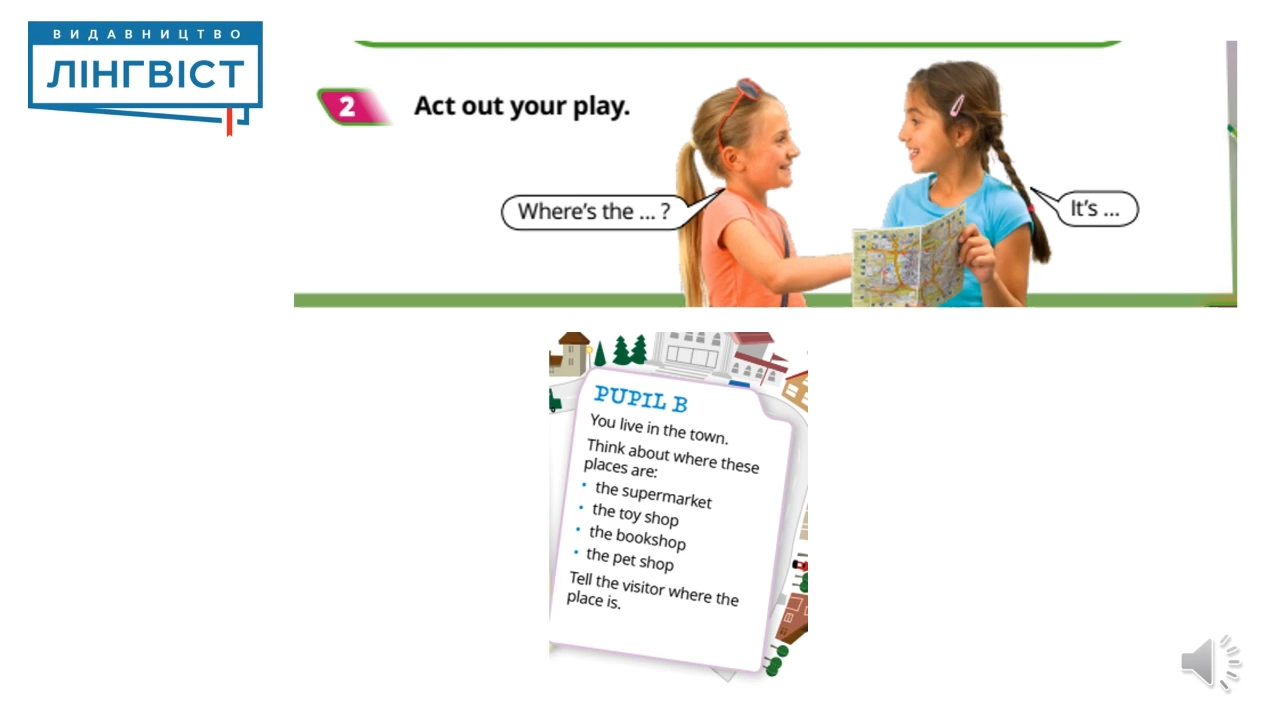 ВИДАВНИЦТВО
ЛІНГВІСТ
2 Act out your play.
Where's the ... ?
It's ...
PUPIL B
You live in the town.
Think about where these
places are:
• the supermarket
• the toy shop
• the bookshop
• the pet shop
Tell the visitor where the
place is.